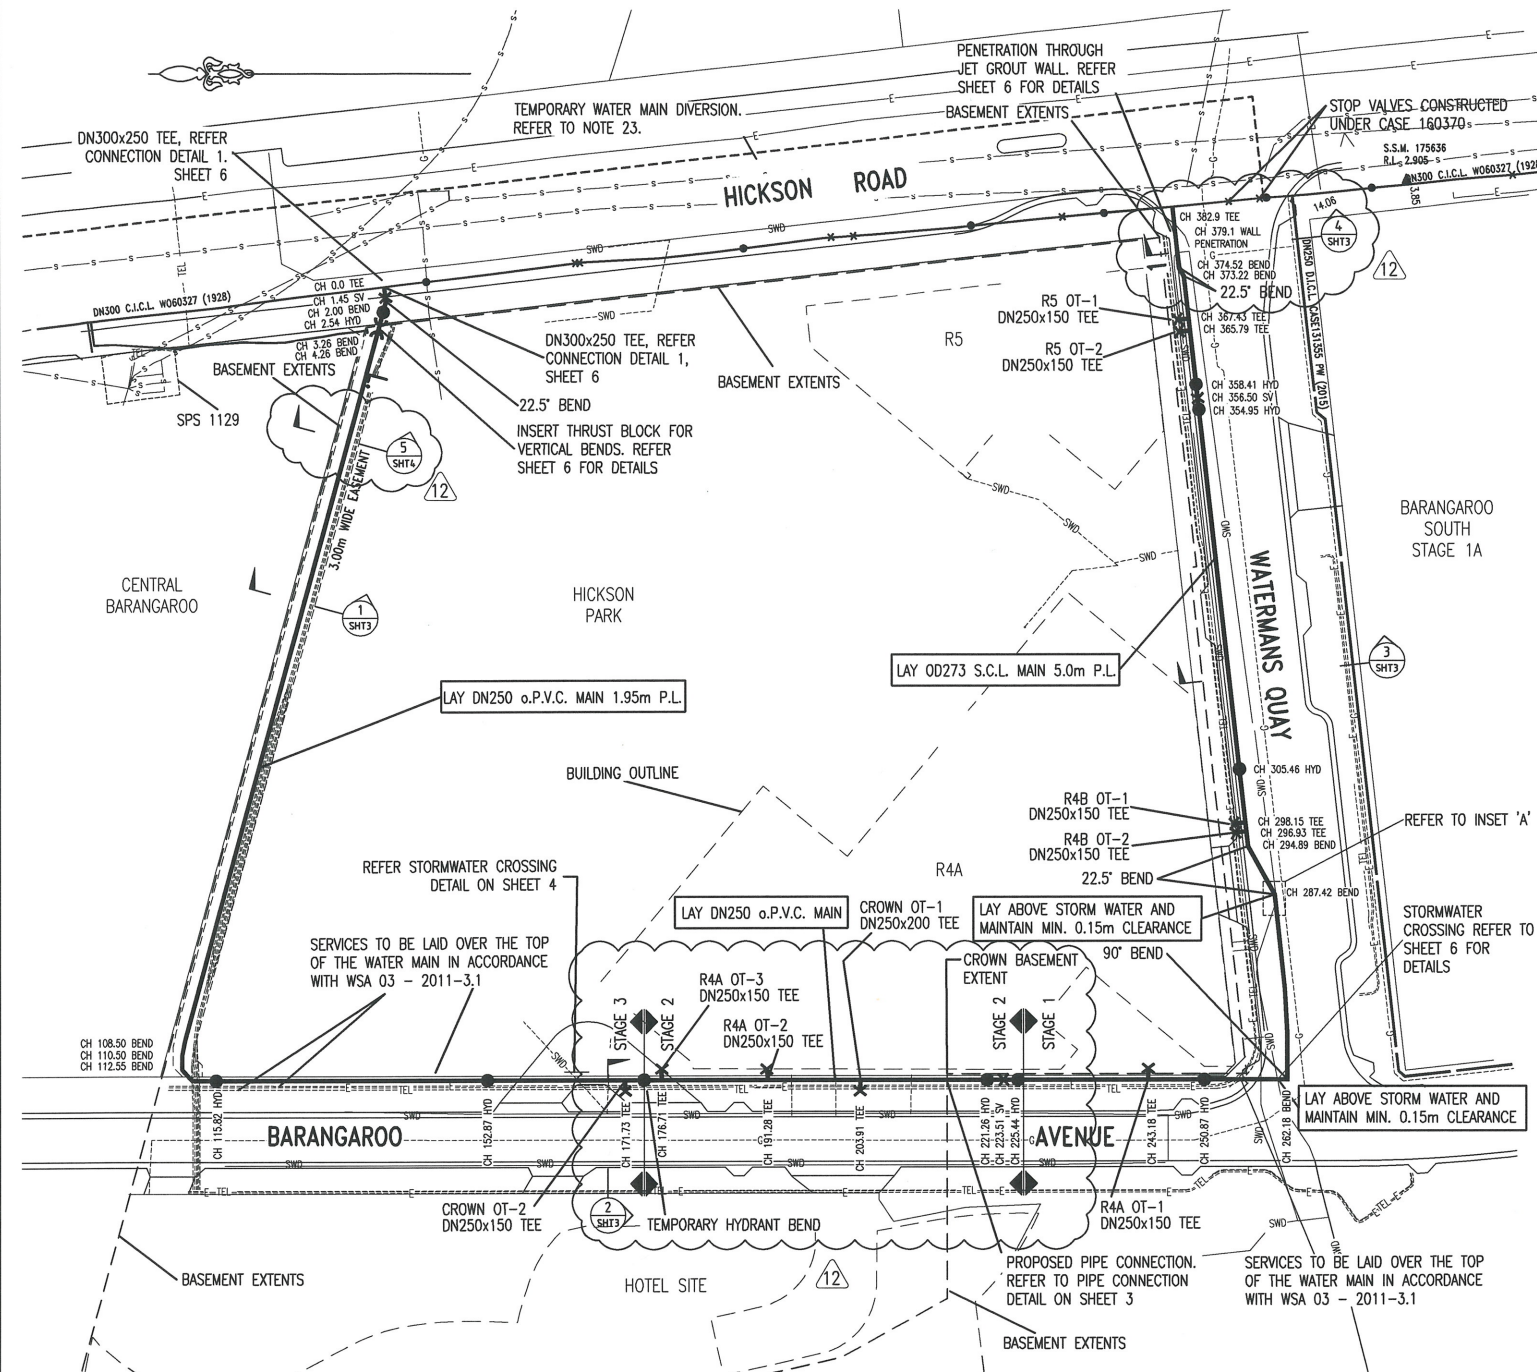 PENETRATION THROUGH
JET GROUT WALL. REFER
SHEET 6 FOR DETAILS
BASEMENT EXTENTS
TEMPORARY WATER MAIN DIVERSION.
REFER TO NOTE 23.
STOP VALVES CONSTRUCTED
UNDER CASE 160370
S.S.M. 175636
R.L. 2.905
DN300 C.I.C.L. WO60327 (1928
3.85
14.06
DN300x250 TEE, REFER
CONNECTION DETAIL 1.
SHEET 6
HICKSON ROAD
CH 382.9 TEE
CH 379.1 WALL
PENETRATION
CH 374.52 BEND
CH 373.22 BEND
22.5° BEND
4
SHT3
12
DN250 D.I.C.L. CASE131355 PW (2015)
DN300 C.I.C.L. WO60327 (1928)
CH 0.0 TEE
CH 1.45 SV
CH 2.00 BEND
CH 2.54 HYD
CH 3.26 BEND
CH 4.26 BEND
BASEMENT EXTENTS
SPS 1129
DN300x250 TEE, REFER
CONNECTION DETAIL 1,
SHEET 6
22.5° BEND
INSERT THRUST BLOCK FOR
VERTICAL BENDS. REFER
SHEET 6 FOR DETAILS
BASEMENT EXTENTS
R5
R5 OT-1
DN250x150 TEE
R5 OT-2
DN250x150 TEE
CH 367.43 TEE
CH 365.79 TEE
CH 358.41 HYD
CH 356.50 SV
CH 354.95 HYD
5
SHT4
12
3.00m WIDE EASEMENT
1
SHT3
CENTRAL
BARANGAROO
HICKSON
PARK
BARANGAROO
SOUTH
STAGE 1A
WATERMANS QUAY
3
SHT3
LAY OD273 S.C.L. MAIN 5.0m P.L.
LAY DN250 o.P.V.C. MAIN 1.95m P.L.
BUILDING OUTLINE
CH 305.46 HYD
R4B OT-1
DN250x150 TEE
R4B OT-2
DN250x150 TEE
CH 298.15 TEE
CH 296.93 TEE
CH 294.89 BEND
REFER TO INSET 'A'
22.5° BEND
CH 287.42 BEND
R4A
REFER STORMWATER CROSSING
DETAIL ON SHEET 4
LAY DN250 o.P.V.C. MAIN
CROWN OT-1
DN250x200 TEE
LAY ABOVE STORM WATER AND
MAINTAIN MIN. 0.15m CLEARANCE
90° BEND
STORMWATER
CROSSING REFER TO
SHEET 6 FOR
DETAILS
SERVICES TO BE LAID OVER THE TOP
OF THE WATER MAIN IN ACCORDANCE
WITH WSA 03 - 2011-3.1
CROWN BASEMENT
EXTENT
R4A OT-3
DN250x150 TEE
R4A OT-2
DN250x150 TEE
STAGE 3
STAGE 2
STAGE 2
STAGE 1
CH 108.50 BEND
CH 110.50 BEND
CH 112.55 BEND
LAY ABOVE STORM WATER AND
MAINTAIN MIN. 0.15m CLEARANCE
CH 115.82 HYD
CH 152.87 HYD
CH 171.73 TEE
CH 176.71 TEE
CH 191.28 TEE
CH 203.91 TEE
CH 221.26 HYD
CH 223.51 SV
CH 225.44 HYD
CH 243.18 TEE
CH 250.87 HYD
CH 262.18 BEND
BARANGAROO AVENUE
CROWN OT-2
DN250x150 TEE
2
SHT3
TEMPORARY HYDRANT BEND
R4A OT-1
DN250x150 TEE
PROPOSED PIPE CONNECTION.
REFER TO PIPE CONNECTION
DETAIL ON SHEET 3
SERVICES TO BE LAID OVER THE TOP
OF THE WATER MAIN IN ACCORDANCE
WITH WSA 03 - 2011-3.1
BASEMENT EXTENTS
HOTEL SITE
12
BASEMENT EXTENTS